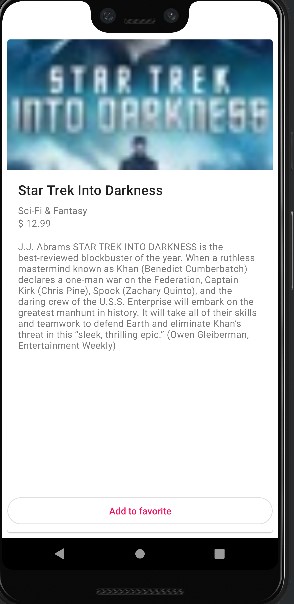 STAR TREK
INTO DARKNESS
Star Trek Into Darkness
Sci-Fi & Fantasy
$ 12.99
J.J. Abrams STAR TREK INTO DARKNESS is the
best-reviewed blockbuster of the year. When a ruthless
mastermind known as Khan (Benedict Cumberbatch)
declares a one-man war on the Federation, Captain
Kirk (Chris Pine), Spock (Zachary Quinto), and the
daring crew of the U.S.S. Enterprise will embark on the
greatest manhunt in history. It will take all of their skills
and teamwork to defend Earth and eliminate Khan's
threat in this “sleek, thrilling epic.” (Owen Gleiberman,
Entertainment Weekly)
Add to favorite